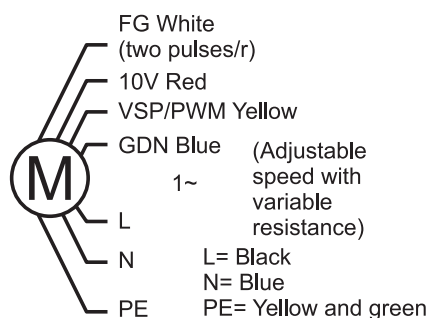 FG White
(two pulses/r)
10V Red
VSP/PWM Yellow
GDN Blue
(Adjustable
speed with
variable
resistance)
M
1~
L
N
PE
L= Black
N= Blue
PE= Yellow and green